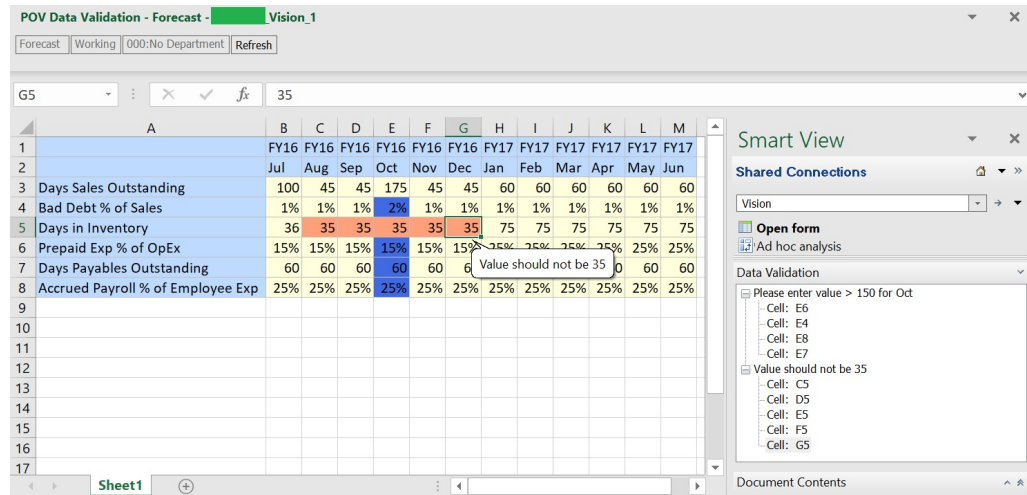 POV Data Validation - Forecast - _Vision_1
Forecast Working 000:No Department Refresh
G5 fx 35
A B C D E F G H I J K L M
1 FY16 FY16 FY16 FY16 FY16 FY16 FY17 FY17 FY17 FY17 FY17 FY17
2 Jul Aug Sep Oct Nov Dec Jan Feb Mar Apr May Jun
3 Days Sales Outstanding 100 45 45 175 45 45 60 60 60 60 60 60
4 Bad Debt % of Sales 1% 1% 1% 2% 1% 1% 1% 1% 1% 1% 1% 1%
5 Days in Inventory 36 35 35 35 35 35 75 75 75 75 75 75
6 Prepaid Exp % of OpEx 15% 15% 15% 15% 15% 15% 25% 25% 25% 25% 25% 25%
7 Days Payables Outstanding 60 60 60 60 60 6 0 60 60
Value should not be 35
8 Accrued Payroll % of Employee Exp 25% 25% 25% 25% 25% 25% 25% 25% 25% 25% 25% 25%
9
10
11
12
13
14
15
16
17
Sheet1
Smart View
Shared Connections
Vision
Open form
Ad hoc analysis
Data Validation
Please enter value > 150 for Oct
Cell: E6
Cell: E4
Cell: E8
Cell: E7
Value should not be 35
Cell: C5
Cell: D5
Cell: E5
Cell: F5
Cell: G5
Document Contents